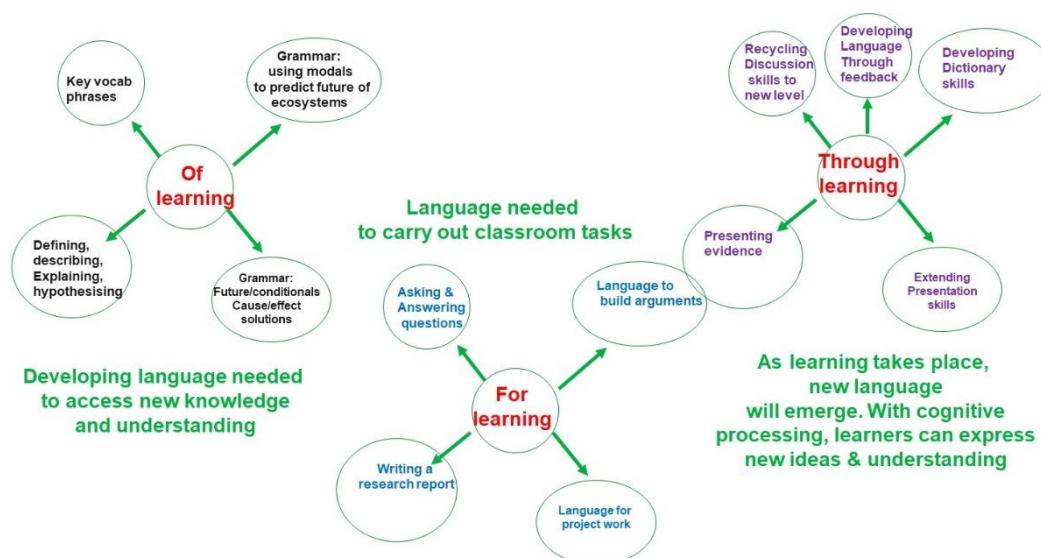 Key vocab
phrases
Grammar:
using modals
to predict future of
ecosystems
Of
learning
Defining,
describing,
Explaining,
hypothesising
Grammar:
Future/conditionals
Cause/effect
solutions
Developing language needed
to access new knowledge
and understanding
Language needed
to carry out classroom tasks
Asking &
Answering
questions
Language to
build arguments
For
learning
Writing a
research report
Language for
project work
Recycling
Discussion
skills to
new level
Developing
Language
Through
feedback
Developing
Dictionary
skills
Through
learning
Presenting
evidence
Extending
Presentation
skills
As learning takes place,
new language
will emerge. With cognitive
processing, learners can express
new ideas & understanding